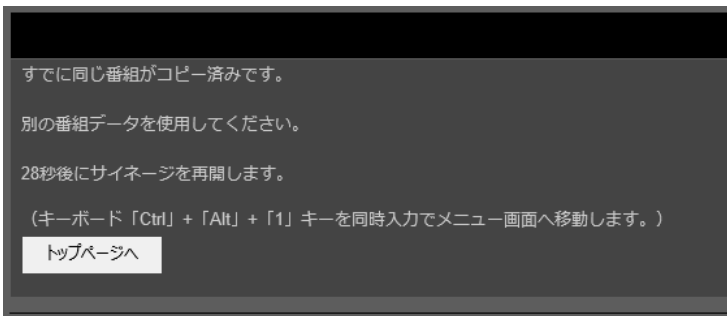 すでに同じ番組がコピー済みです。
別の番組データを使用してください。
28秒後にサイネージを再開します。
（キーボード「Ctrl」+「Alt」+「1」キーを同時入力でメニュー画面へ移動します。）
トップページへ